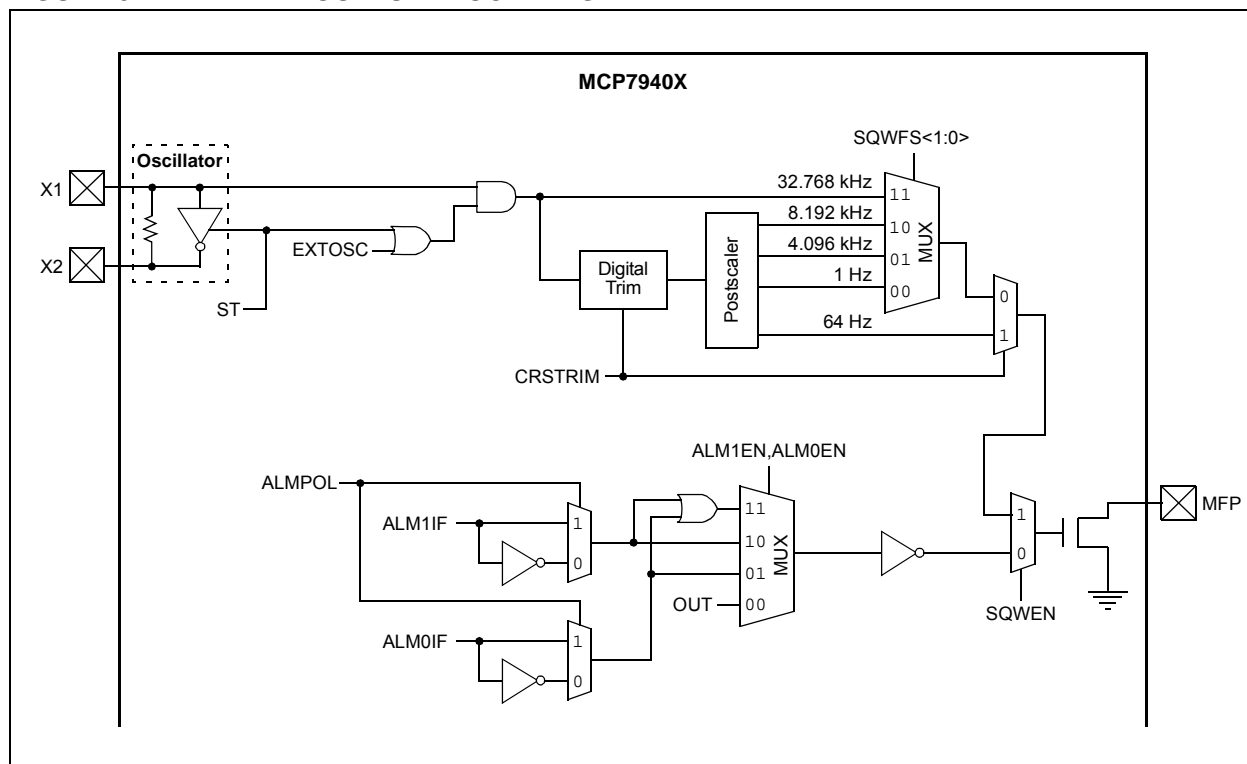 MCP7940X
SQWFS<1:0>
Oscillator
X1
32.768 kHz
11
8.192 kHz
10
EXTOSC
4.096 kHz
01
MUX
X2
Digital
Trim
Postscaler
1 Hz
00
0
ST
64 Hz
1
CRSTRIM
ALM1EN,ALM0EN
ALMPOL
MFP
ALM1IF
1
11
1
0
10
MUX
01
0
OUT
00
SQWEN
ALM0IF
1
0